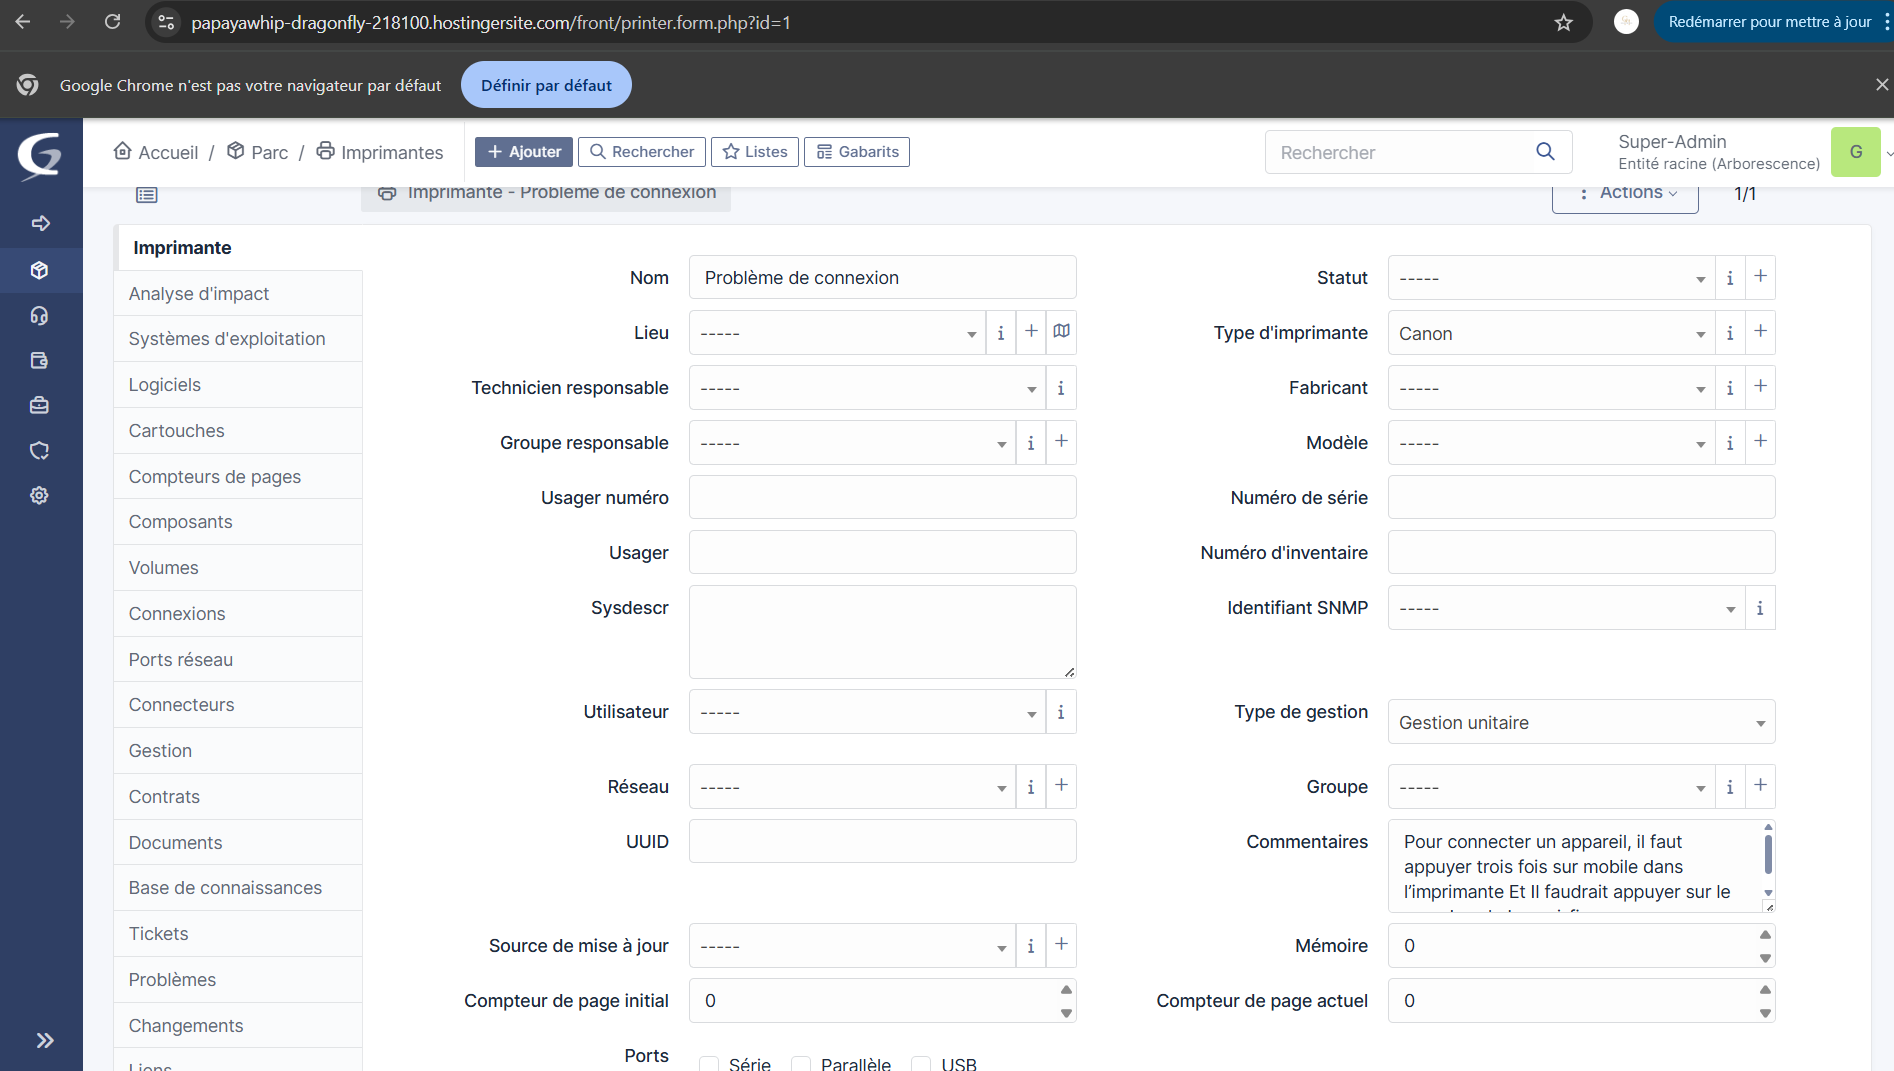 papayawhip-dragonfly-218100.hostingersite.com/front/printer.form.php?id=1
Redémarrer pour mettre à jour
Google Chrome n'est pas votre navigateur par défaut
Définir par défaut
Accueil / Parc / Imprimantes
Ajouter
Rechercher
Listes
Gabarits
Rechercher
Super-Admin
Entité racine (Arborescence)
G
Imprimante - Problème de connexion
Actions
1/1
Imprimante
Analyse d'impact
Systèmes d'exploitation
Logiciels
Cartouches
Compteurs de pages
Composants
Volumes
Connexions
Ports réseau
Connecteurs
Gestion
Contrats
Documents
Base de connaissances
Tickets
Problèmes
Changements
Liens
Nom Problème de connexion
Statut -----
Lieu -----
Type d'imprimante Canon
Technicien responsable -----
Fabricant -----
Groupe responsable -----
Modèle -----
Usager numéro
Numéro de série
Usager
Numéro d'inventaire
Sysdescr
Identifiant SNMP -----
Utilisateur -----
Type de gestion Gestion unitaire
Réseau -----
Groupe -----
UUID
Commentaires
Pour connecter un appareil, il faut
appuyer trois fois sur mobile dans
l’imprimante Et Il faudrait appuyer sur le
Source de mise à jour -----
Mémoire 0
Compteur de page initial 0
Compteur de page actuel 0
Ports Série Parallèle USB